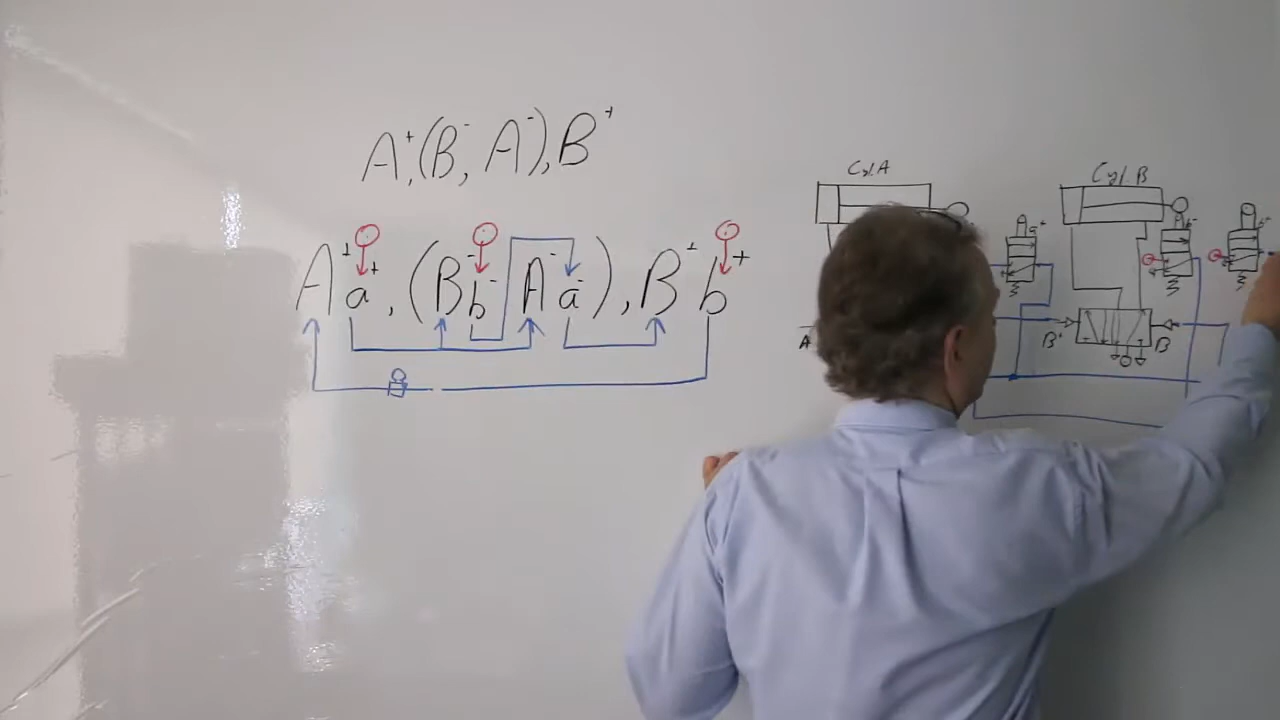 A⁺,(B⁻, A⁻),B⁺
A⁺a⁺,(B⁻b⁻A⁻a⁻),B⁺b⁺
Cyl.A Cyl.B
a⁺ b⁻ b⁺
A B⁺ B⁻